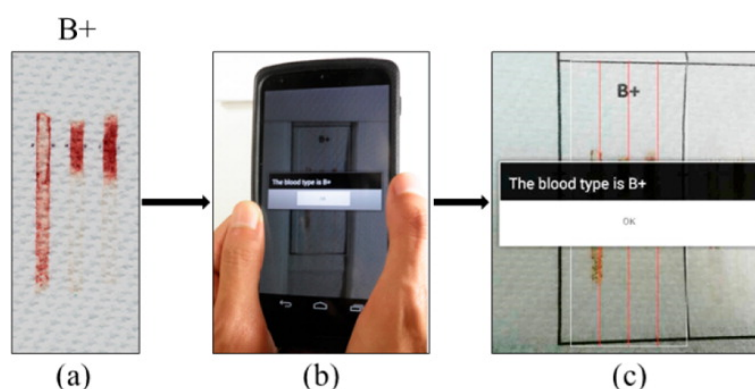 B+
B+
The blood type is B+
B+
The blood type is B+
OK
(a)
(b)
(c)